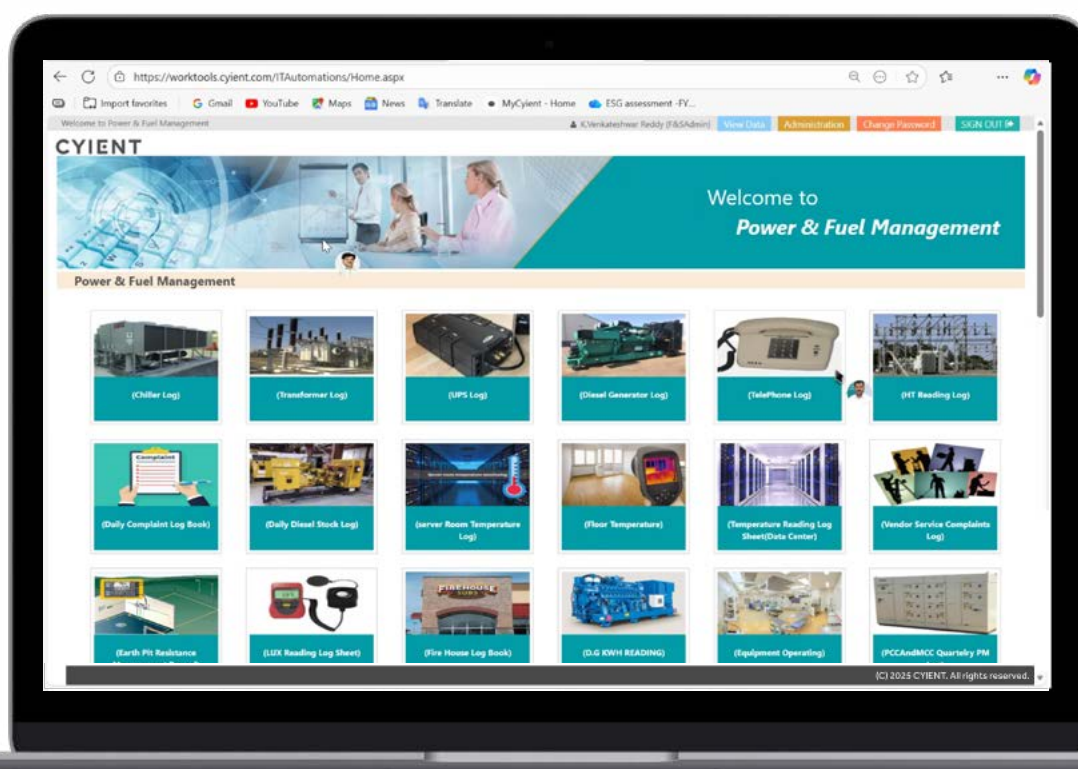 https://worktools.cyient.com/ITAutomations/Home.aspx
Import favorites Gmail YouTube Maps News Translate MyCyient - Home ESG assessment -FY...
Welcome to Power & Fuel Management K.Venkateshwar Reddy (F&SAdmin) View Data Administration Change Password SIGN OUT
CYIENT
Welcome to
Power & Fuel Management
Power & Fuel Management
(Chiller Log) (Transformer Log) (UPS Log) (Diesel Generator Log) (TelePhone Log) (HT Reading Log)
Complaint
(Daily Complaint Log Book) (Daily Diesel Stock Log) (server Room Temperature (Floor Temperature) (Temperature Reading Log (Vendor Service Complaints
Log) Sheet(Data Center) Log)
FIREHOUSE
SUBS
(Earth Pit Resistance (LUX Reading Log Sheet) (Fire House Log Book) (D.G KWH READING) (Equipment Operating) (PCCAndMCC Quartelry PM
(C) 2025 CYIENT. All rights reserved.